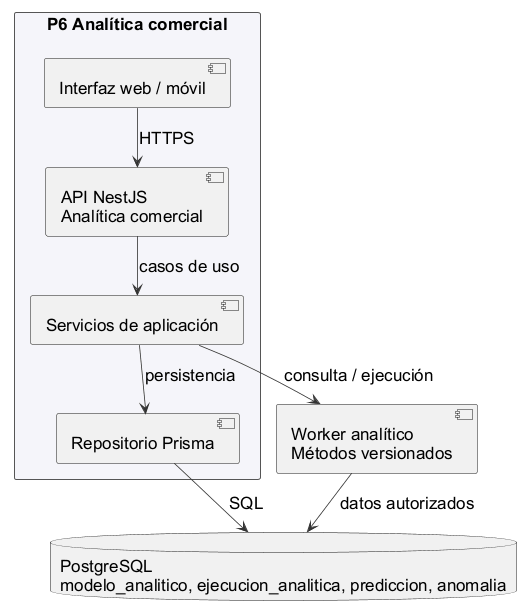 P6 Analítica comercial
Interfaz web / móvil
HTTPS
API NestJS
Analítica comercial
casos de uso
Servicios de aplicación
persistencia
consulta / ejecución
Repositorio Prisma
Worker analítico
Métodos versionados
SQL
datos autorizados
PostgreSQL
modelo_analitico, ejecucion_analitica, prediccion, anomalia